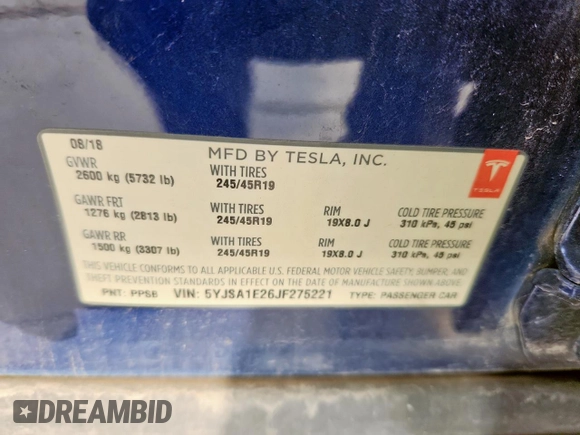 08/18 MFD BY TESLA, INC.
GVWR WITH TIRES
2600 kg (5732 lb) 245/45R19
TESLA
GAWR FRT WITH TIRES RIM COLD TIRE PRESSURE
1276 kg (2813 lb) 245/45R19 19X8.0 J 310 kPa, 45 psi
GAWR RR WITH TIRES RIM COLD TIRE PRESSURE
1500 kg (3307 lb) 245/45R19 19X8.0 J 310 kPa, 45 psi
THIS VEHICLE CONFORMS TO ALL APPLICABLE U.S. FEDERAL MOTOR VEHICLE SAFETY, BUMPER, AND
THEFT PREVENTION STANDARDS IN EFFECT ON THE DATE OF MANUFACTURE SHOWN ABOVE.
PNT: PPSB VIN: 5YJSA1E26JF275221 TYPE: PASSENGER CAR
DREAMBID